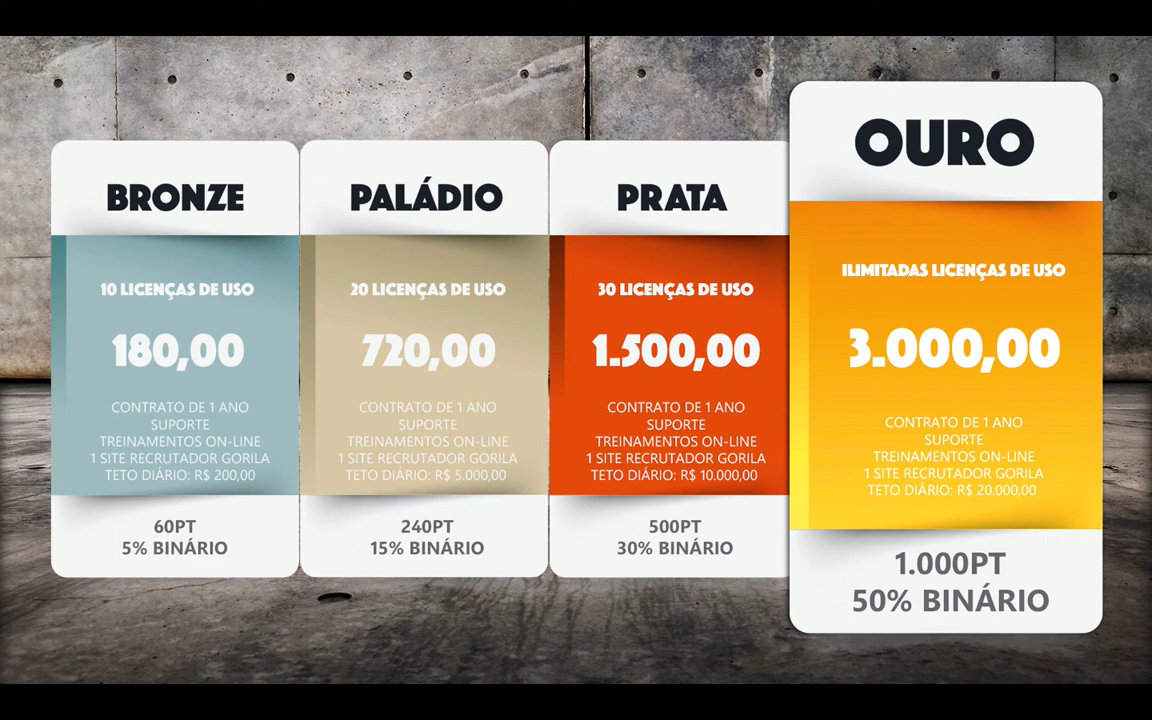 BRONZE
10 LICENÇAS DE USO
180,00
CONTRATO DE 1 ANO
SUPORTE
TREINAMENTOS ON-LINE
1 SITE RECRUTADOR GORILA
TETO DIÁRIO: R$ 200,00
60PT
5% BINÁRIO
PALÁDIO
20 LICENÇAS DE USO
720,00
CONTRATO DE 1 ANO
SUPORTE
TREINAMENTOS ON-LINE
1 SITE RECRUTADOR GORILA
TETO DIÁRIO: R$ 5.000,00
240PT
15% BINÁRIO
PRATA
30 LICENÇAS DE USO
1.500,00
CONTRATO DE 1 ANO
SUPORTE
TREINAMENTOS ON-LINE
1 SITE RECRUTADOR GORILA
TETO DIÁRIO: R$ 10.000,00
500PT
30% BINÁRIO
OURO
ILIMITADAS LICENÇAS DE USO
3.000,00
CONTRATO DE 1 ANO
SUPORTE
TREINAMENTOS ON-LINE
1 SITE RECRUTADOR GORILA
TETO DIÁRIO: R$ 20.000,00
1.000PT
50% BINÁRIO